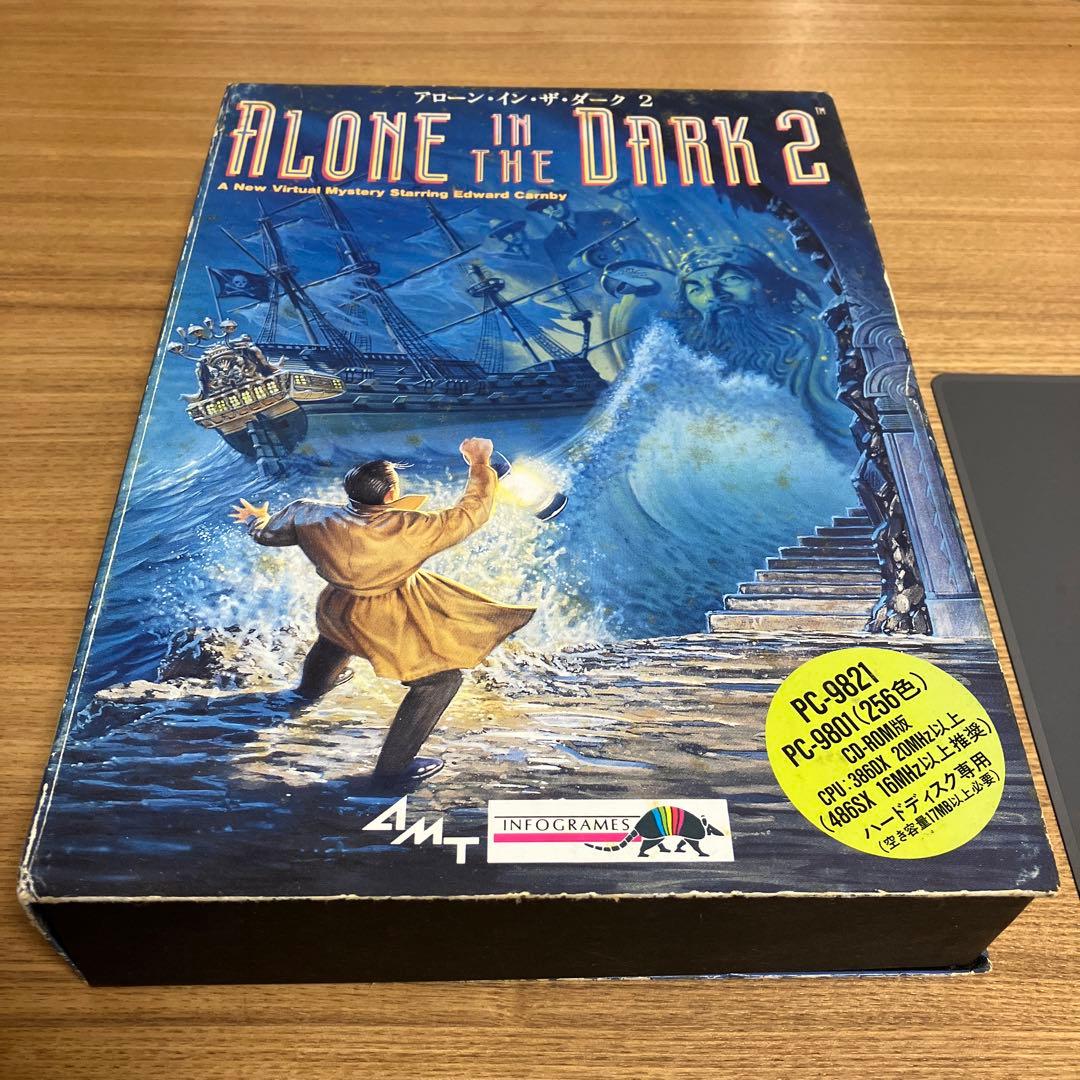 アローン・イン・ザ・ダーク 2
ALONE IN THE DARK 2™
A New Virtual Mystery Starring Edward Carnby
PC-9821
PC-9801(256色)
CD-ROM版
CPU:386DX 20MHz以上
(486SX 16MHz以上推奨)
ハードディスク専用
(空き容量17MB以上必要)
AMT
INFOGRAMES